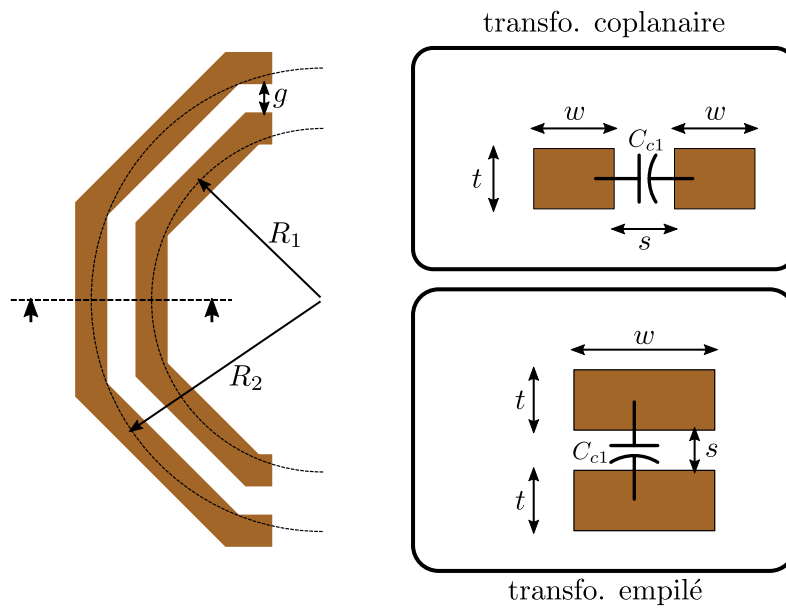 transfo. coplanaire
g
R1
R2
w
w
Cc1
t
s
w
t
Cc1
s
t
transfo. empilé